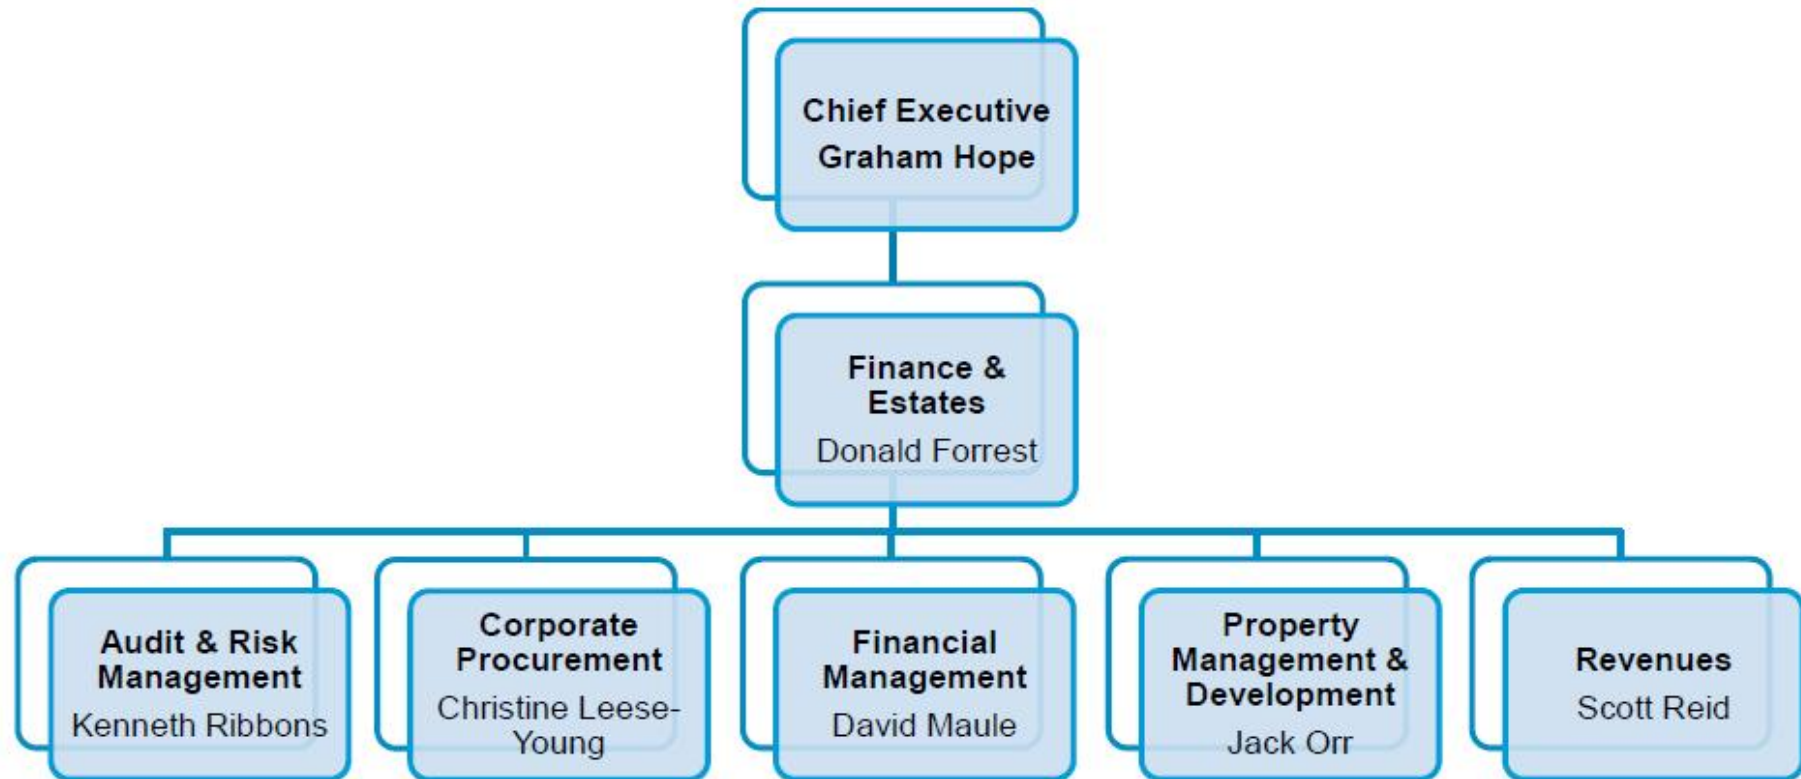 Chief Executive
Graham Hope
Finance &
Estates
Donald Forrest
Audit & Risk
Management
Kenneth Ribbons
Corporate
Procurement
Christine Leese-
Young
Financial
Management
David Maule
Property
Management &
Development
Jack Orr
Revenues
Scott Reid